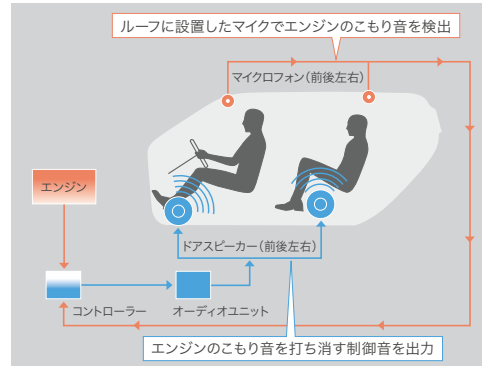 ルーフに設置したマイクでエンジンのこもり音を検出
マイクロフォン（前後左右）
エンジン
ドアスピーカー（前後左右）
コントローラー
オーディオユニット
エンジンのこもり音を打ち消す制御音を出力